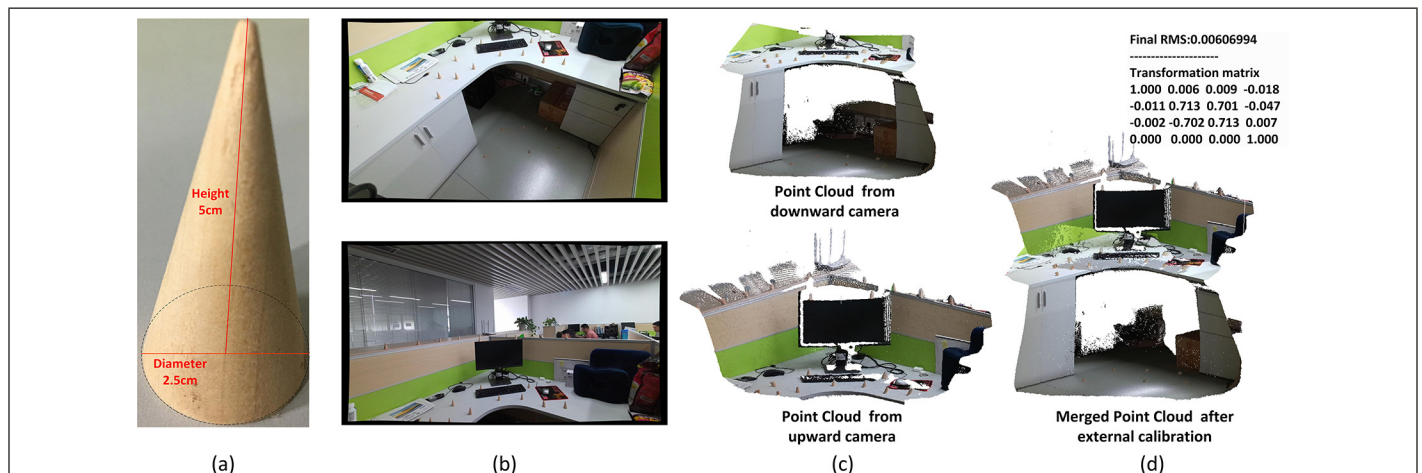 Height
5cm
Diameter
2.5cm
(a)
(b)
Point Cloud from
downward camera
Point Cloud from
upward camera
(c)
Final RMS:0.00606994
---------------------
Transformation matrix
1.000 0.006 0.009 -0.018
-0.011 0.713 0.701 -0.047
-0.002 -0.702 0.713 0.007
0.000 0.000 0.000 1.000
Merged Point Cloud after
external calibration
(d)